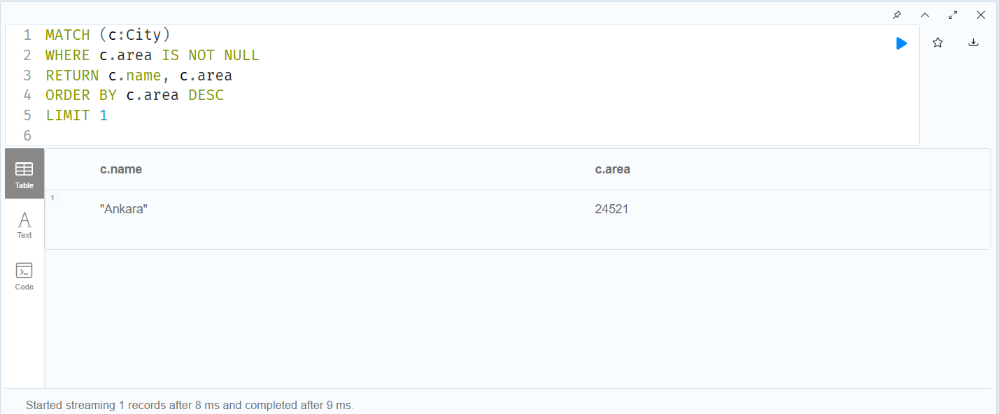 1 MATCH (c:City)
2 WHERE c.area IS NOT NULL
3 RETURN c.name, c.area
4 ORDER BY c.area DESC
5 LIMIT 1
6
Table
c.name c.area
1 "Ankara" 24521
Text
Code
Started streaming 1 records after 8 ms and completed after 9 ms.